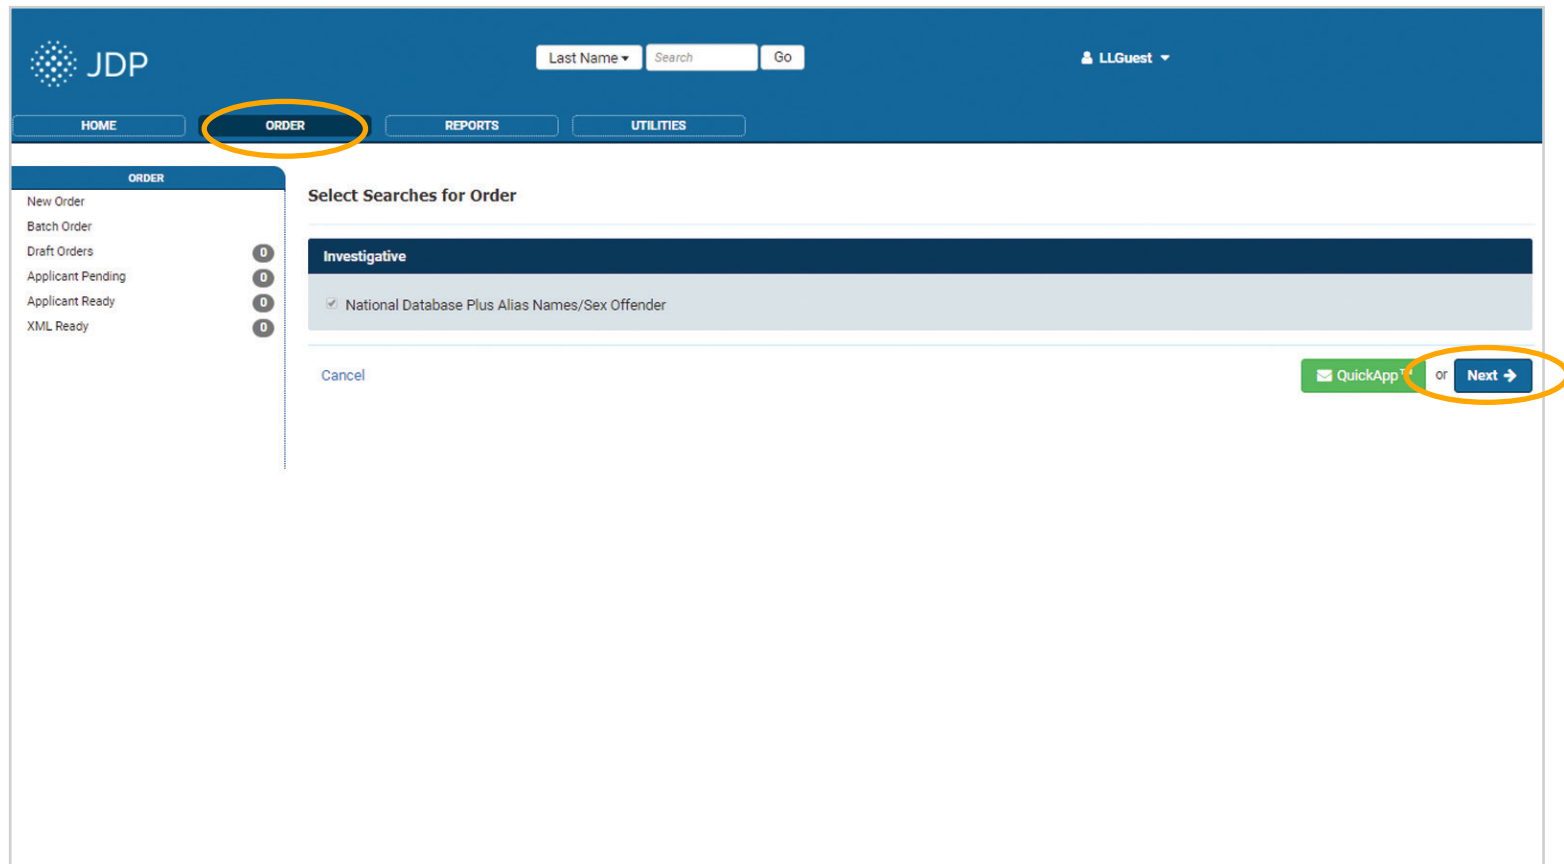 JDP
Last Name
Search
Go
LLGuest
HOME
ORDER
REPORTS
UTILITIES
ORDER
New Order
Batch Order
Draft Orders 0
Applicant Pending 0
Applicant Ready 0
XML Ready 0
Select Searches for Order
Investigative
National Database Plus Alias Names/Sex Offender
Cancel
QuickApp™ or Next